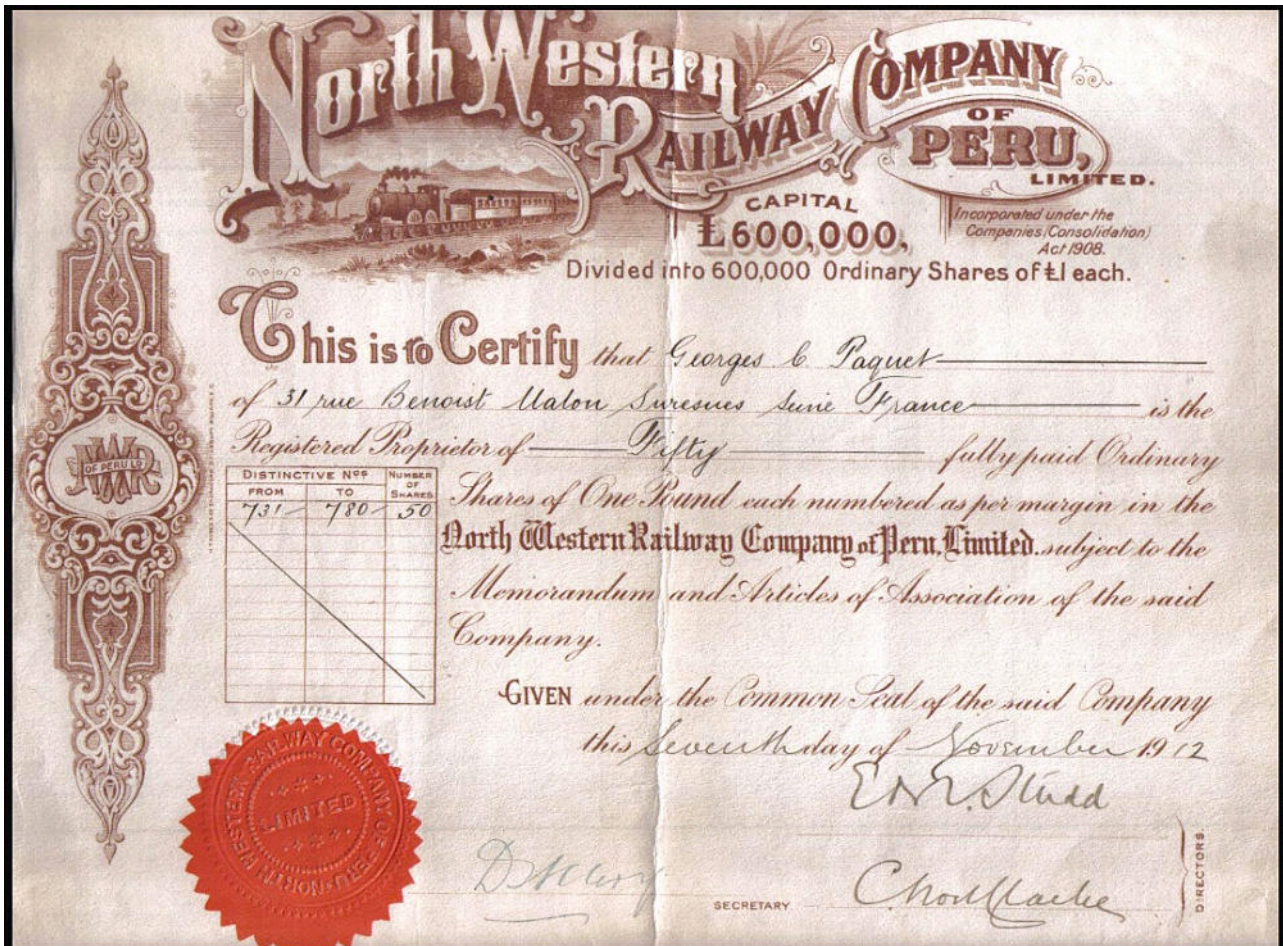 North Western
RAILWAY COMPANY
OF
PERU,
LIMITED.
CAPITAL
£600,000,
Incorporated under the
Companies (Consolidation)
Act 1908.
Divided into 600,000 Ordinary Shares of £1 each.
This is to Certify that Georges C Paquet
of 31 rue Benoist Malon Suresnes Seine France is the
Registered Proprietor of Fifty fully paid Ordinary
DISTINCTIVE Nos NUMBER OF SHARES
FROM TO
731 780 50
Shares of One Pound each numbered as per margin in the
North Western Railway Company of Peru, Limited. subject to the
Memorandum and Articles of Association of the said
Company.
GIVEN under the Common Seal of the said Company
this Seventh day of November 1912
Studd
DIRECTORS.
SECRETARY
NWR
OF PERU LD
NORTH WESTERN RAILWAY COMPANY OF PERU
LIMITED